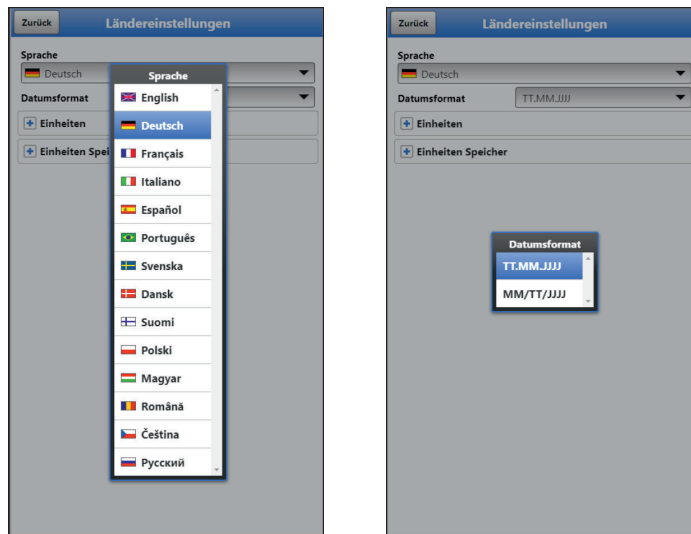 Zurück
Ländereinstellungen
Sprache
Deutsch
Datumsformat
Einheiten
Einheiten Spei
Sprache
English
Deutsch
Français
Italiano
Español
Português
Svenska
Dansk
Suomi
Polski
Magyar
Română
Čeština
Русский
Zurück
Ländereinstellungen
Sprache
Deutsch
Datumsformat TT.MM.JJJJ
Einheiten
Einheiten Speicher
Datumsformat
TT.MM.JJJJ
MM/TT/JJJJ